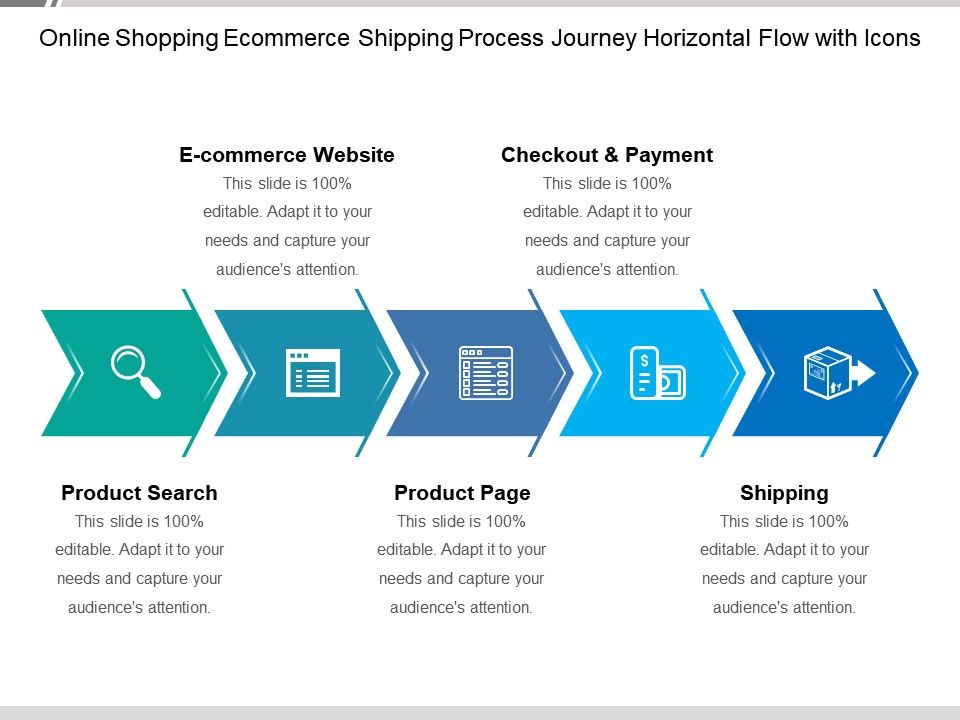 Online Shopping Ecommerce Shipping Process Journey Horizontal Flow with Icons
E-commerce Website
This slide is 100%
editable. Adapt it to your
needs and capture your
audience's attention.
Checkout & Payment
This slide is 100%
editable. Adapt it to your
needs and capture your
audience's attention.
$
Product Search
This slide is 100%
editable. Adapt it to your
needs and capture your
audience's attention.
Product Page
This slide is 100%
editable. Adapt it to your
needs and capture your
audience's attention.
Shipping
This slide is 100%
editable. Adapt it to your
needs and capture your
audience's attention.